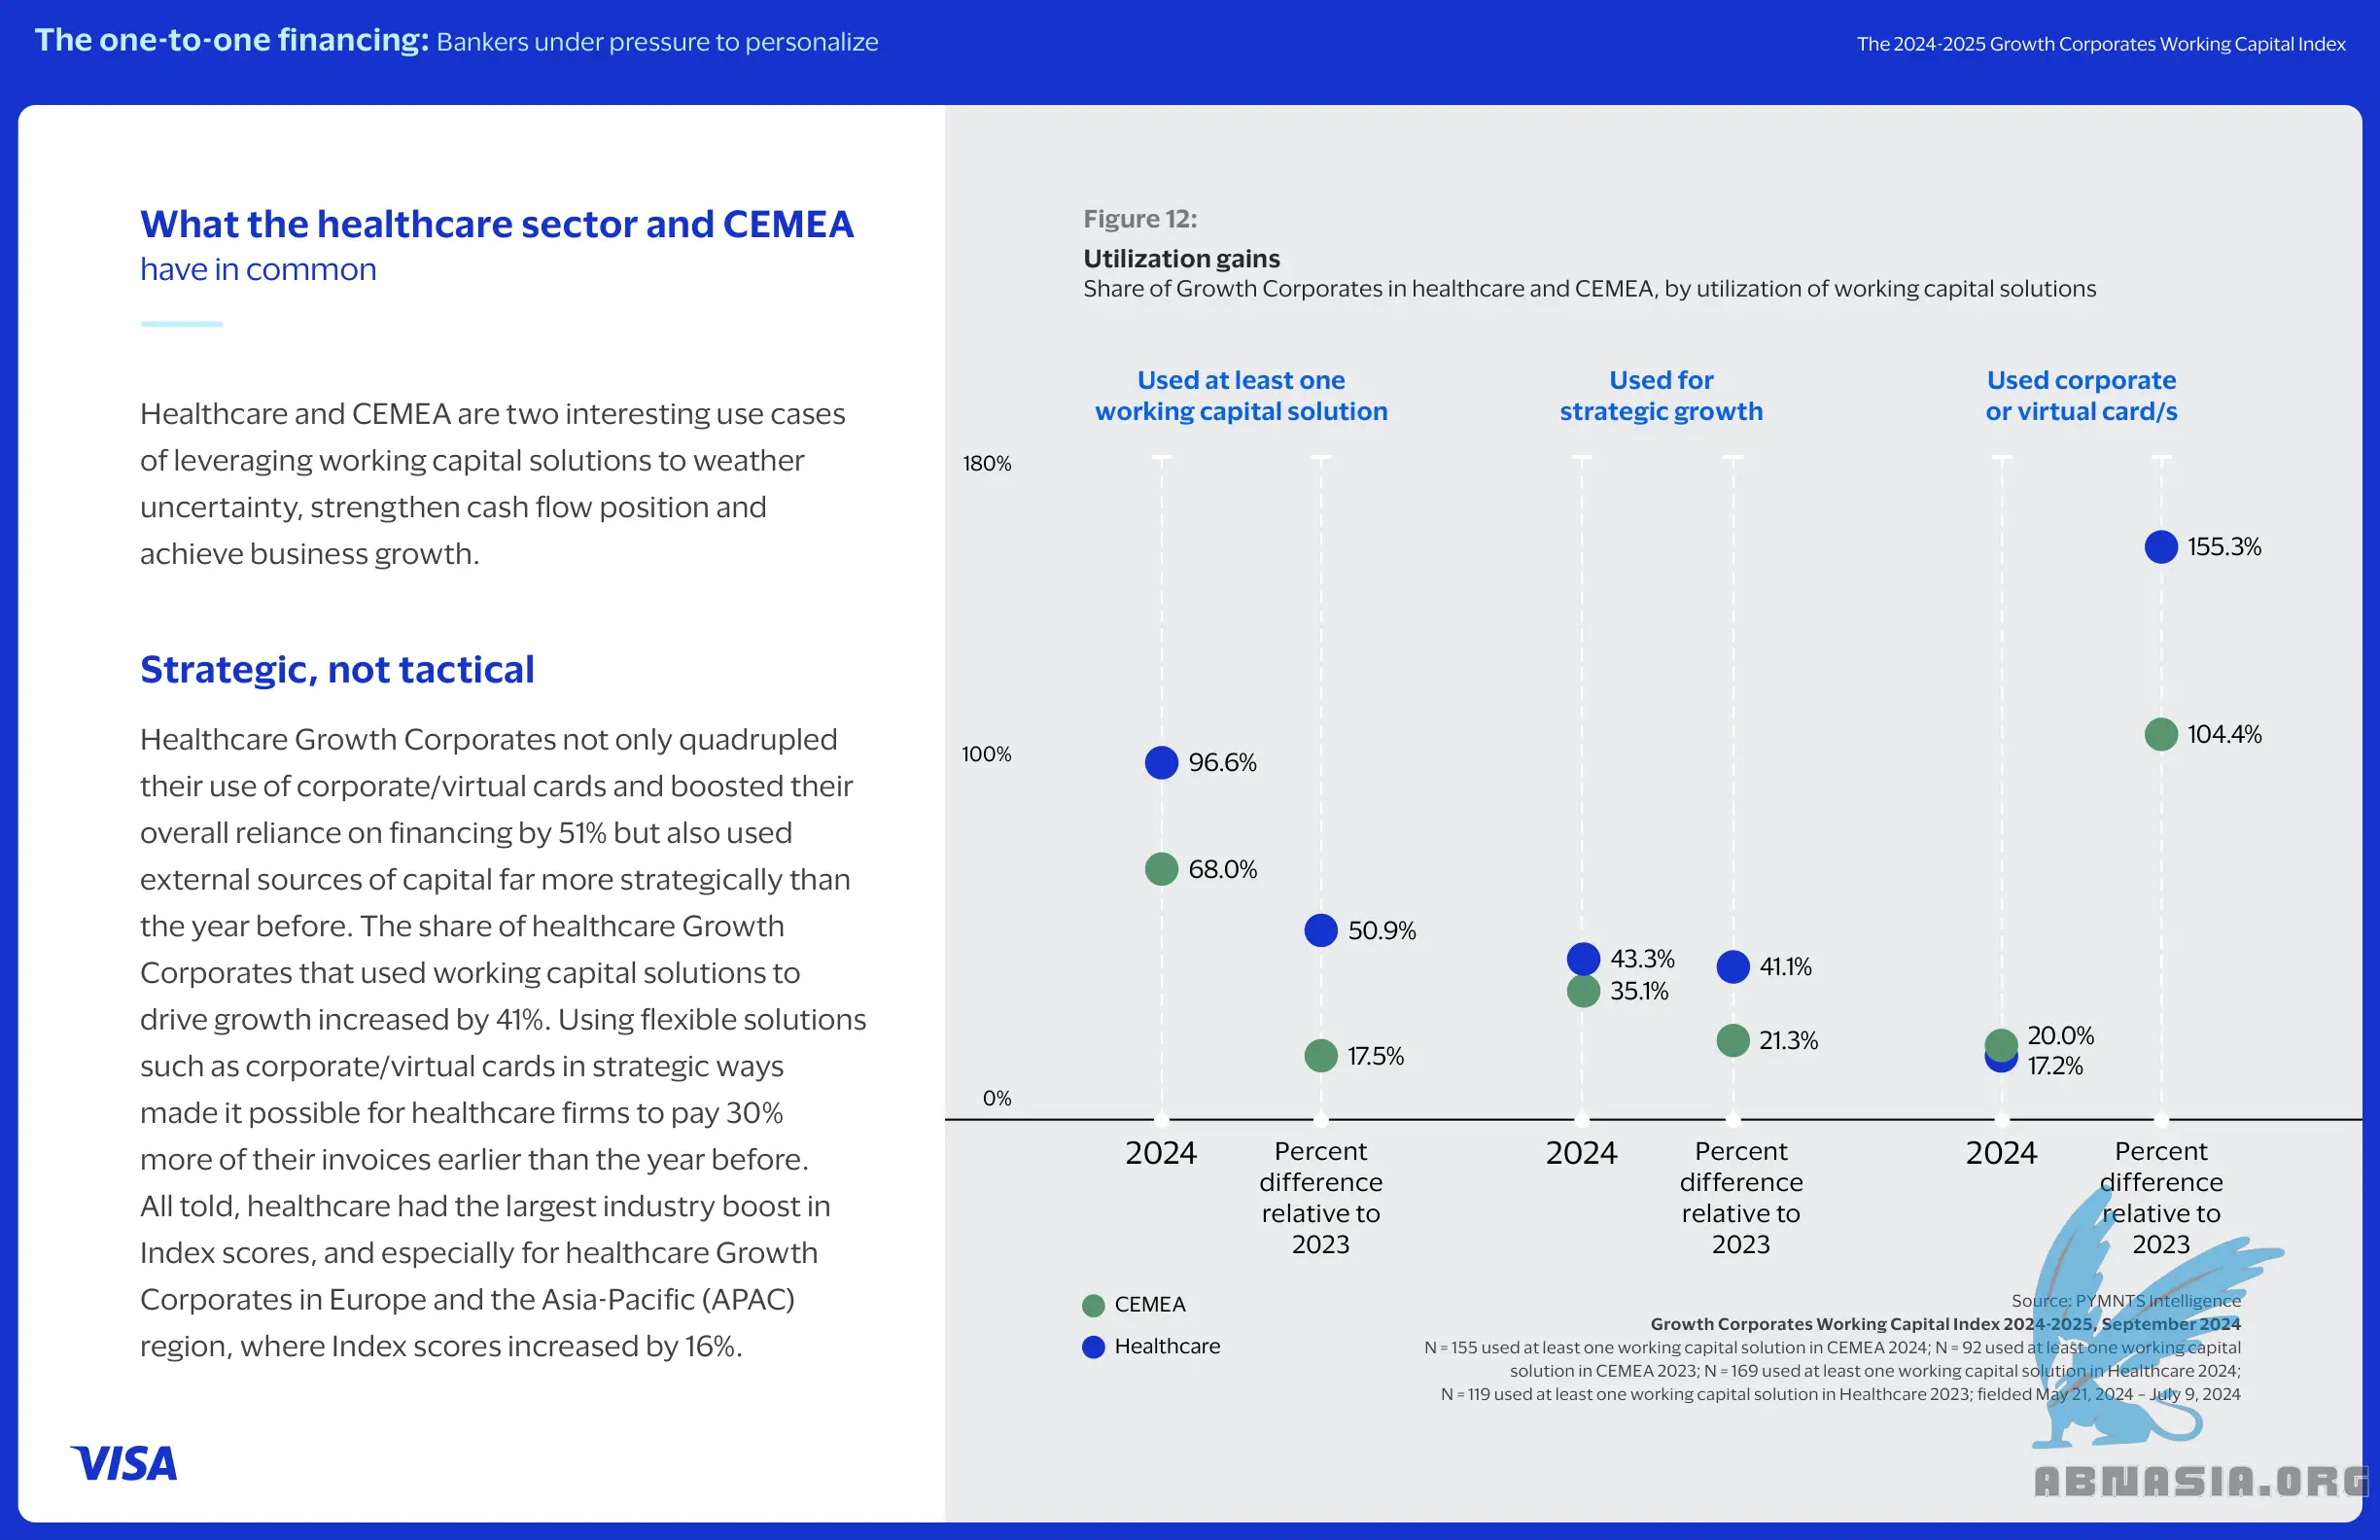 The one-to-one financing: Bankers under pressure to personalize
The 2024-2025 Growth Corporates Working Capital Index
What the healthcare sector and CEMEA
have in common
Healthcare and CEMEA are two interesting use cases
of leveraging working capital solutions to weather
uncertainty, strengthen cash flow position and
achieve business growth.
Strategic, not tactical
Healthcare Growth Corporates not only quadrupled
their use of corporate/virtual cards and boosted their
overall reliance on financing by 51% but also used
external sources of capital far more strategically than
the year before. The share of healthcare Growth
Corporates that used working capital solutions to
drive growth increased by 41%. Using flexible solutions
such as corporate/virtual cards in strategic ways
made it possible for healthcare firms to pay 30%
more of their invoices earlier than the year before.
All told, healthcare had the largest industry boost in
Index scores, and especially for healthcare Growth
Corporates in Europe and the Asia-Pacific (APAC)
region, where Index scores increased by 16%.
VISA
Figure 12:
Utilization gains
Share of Growth Corporates in healthcare and CEMEA, by utilization of working capital solutions
Used at least one
working capital solution
Used for
strategic growth
Used corporate
or virtual card/s
180%
100%
0%
96.6%
68.0%
50.9%
17.5%
43.3%
35.1%
41.1%
21.3%
20.0%
17.2%
155.3%
104.4%
2024
Percent
difference
relative to
2023
2024
Percent
difference
relative to
2023
2024
Percent
difference
relative to
2023
CEMEA
Healthcare
Source: PYMNTS Intelligence
Growth Corporates Working Capital Index 2024-2025, September 2024
N = 155 used at least one working capital solution in CEMEA 2024; N = 92 used at least one working capital
solution in CEMEA 2023; N = 169 used at least one working capital solution in Healthcare 2024;
N = 119 used at least one working capital solution in Healthcare 2023; fielded May 21, 2024 – July 9, 2024
ABNASIA.ORG